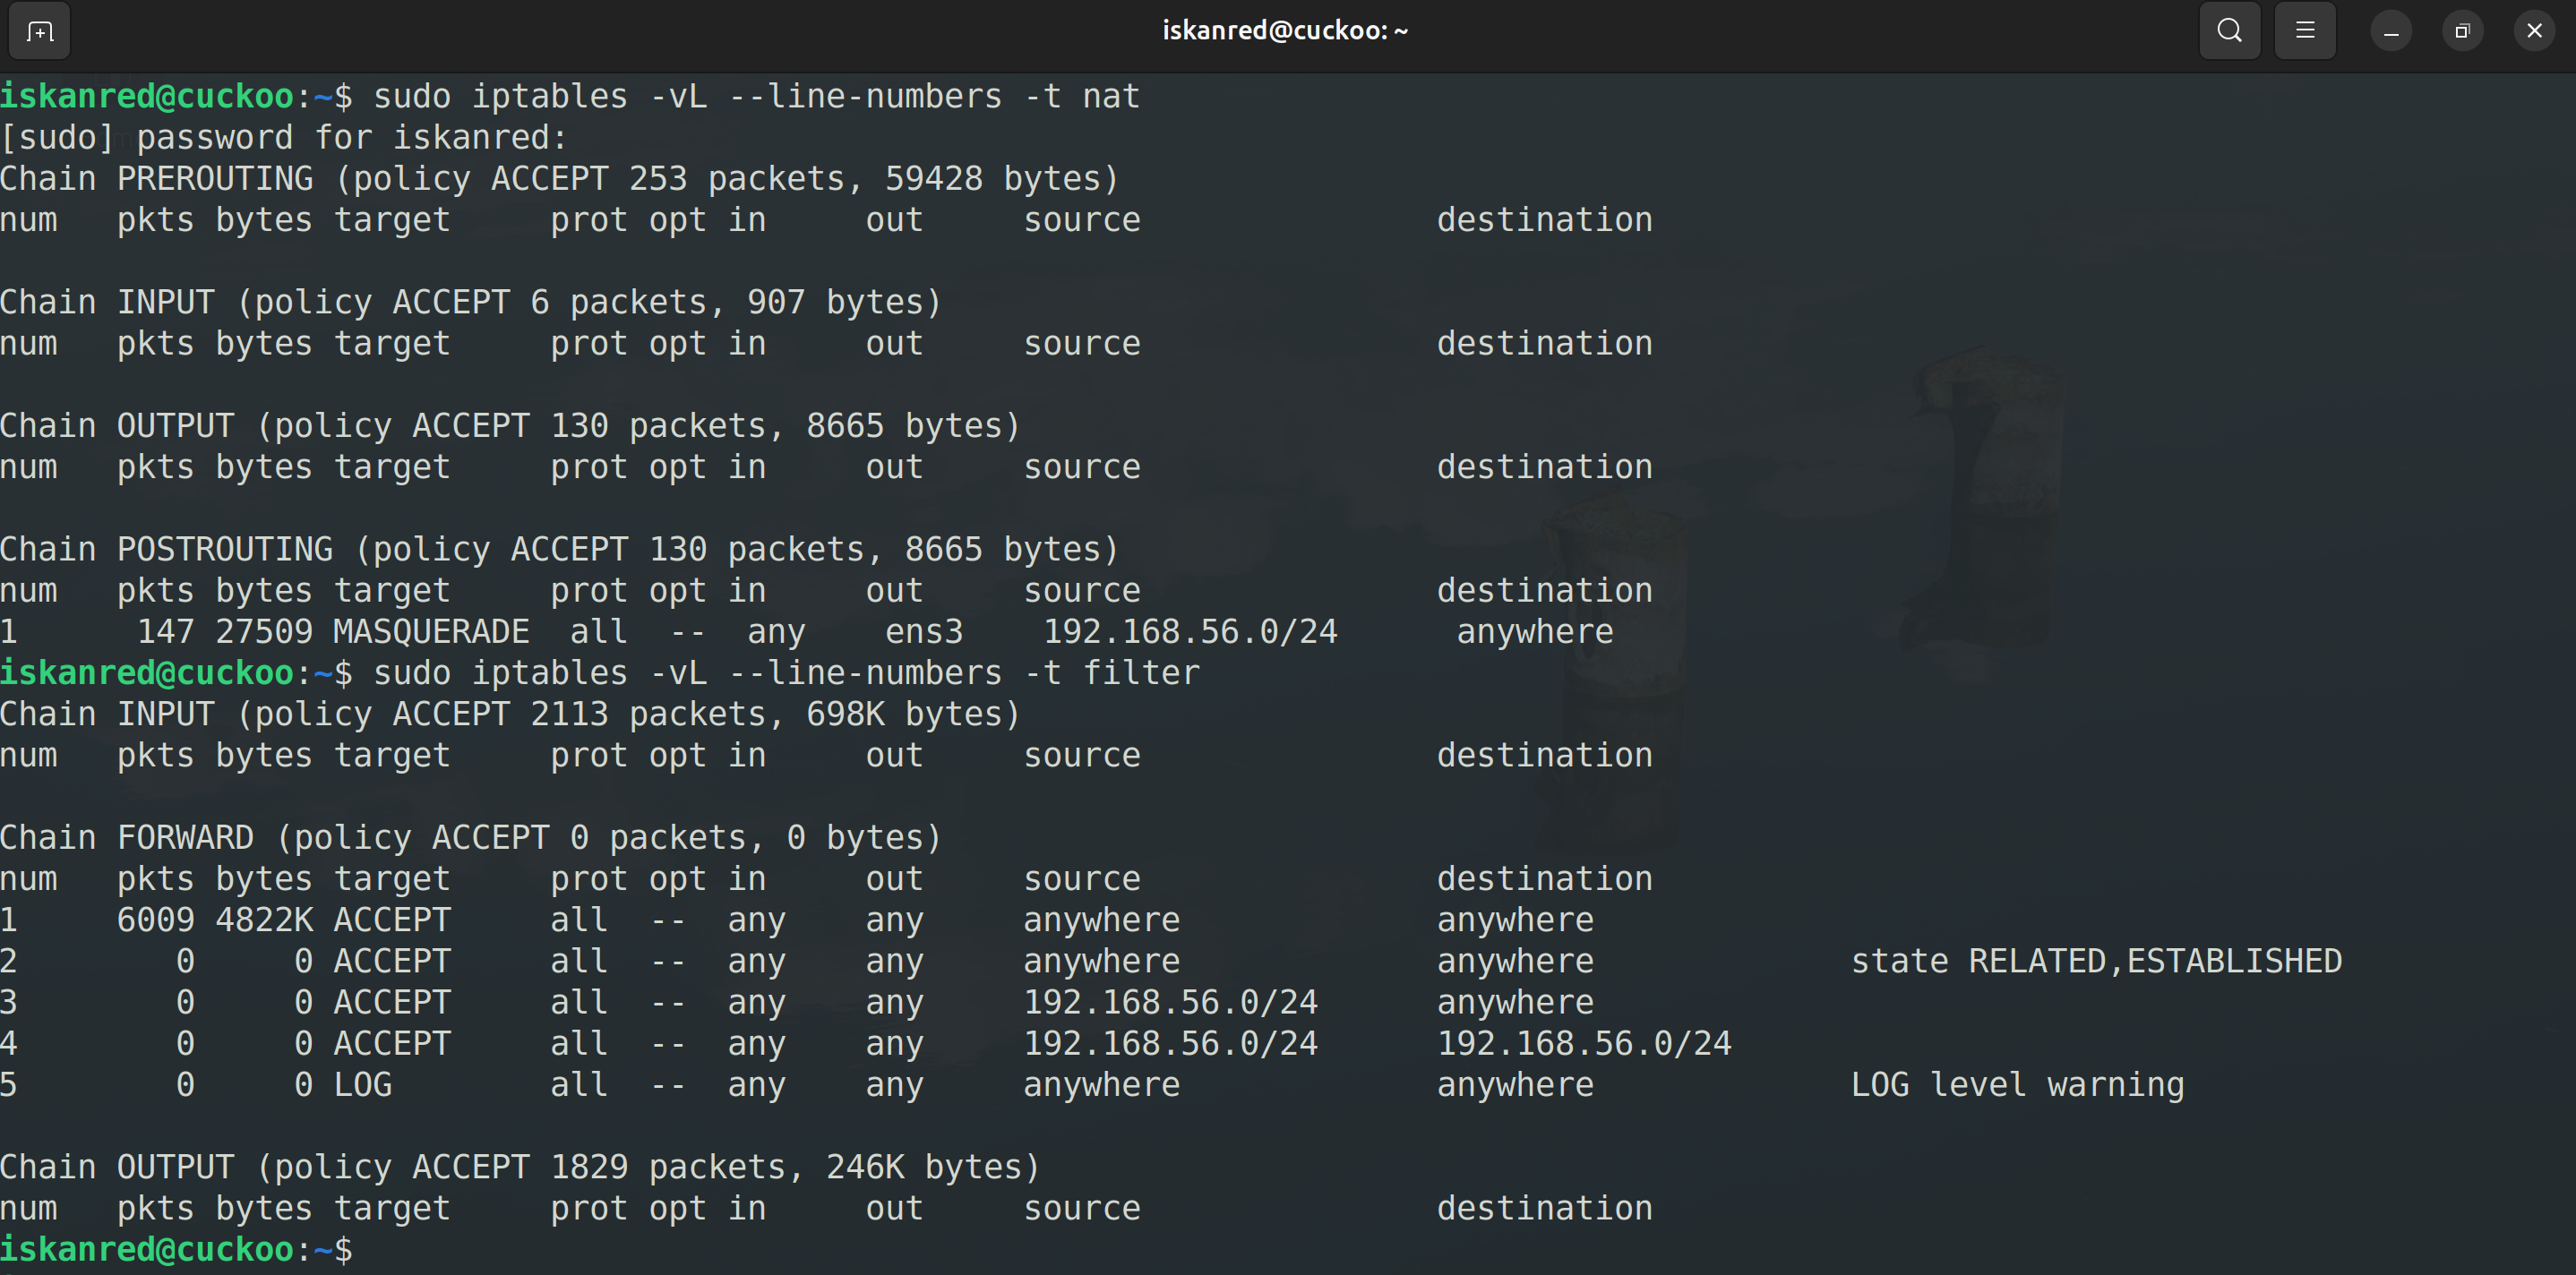 iskanred@cuckoo: ~
iskanred@cuckoo:~$ sudo iptables -vL --line-numbers -t nat
[sudo] password for iskanred:
Chain PREROUTING (policy ACCEPT 253 packets, 59428 bytes)
num   pkts bytes target     prot opt in     out     source               destination

Chain INPUT (policy ACCEPT 6 packets, 907 bytes)
num   pkts bytes target     prot opt in     out     source               destination

Chain OUTPUT (policy ACCEPT 130 packets, 8665 bytes)
num   pkts bytes target     prot opt in     out     source               destination

Chain POSTROUTING (policy ACCEPT 130 packets, 8665 bytes)
num   pkts bytes target     prot opt in     out     source               destination
1      147 27509 MASQUERADE  all  --  any    ens3    192.168.56.0/24      anywhere
iskanred@cuckoo:~$ sudo iptables -vL --line-numbers -t filter
Chain INPUT (policy ACCEPT 2113 packets, 698K bytes)
num   pkts bytes target     prot opt in     out     source               destination

Chain FORWARD (policy ACCEPT 0 packets, 0 bytes)
num   pkts bytes target     prot opt in     out     source               destination
1     6009 4822K ACCEPT     all  --  any    any     anywhere             anywhere
2        0     0 ACCEPT     all  --  any    any     anywhere             anywhere             state RELATED,ESTABLISHED
3        0     0 ACCEPT     all  --  any    any     192.168.56.0/24      anywhere
4        0     0 ACCEPT     all  --  any    any     192.168.56.0/24      192.168.56.0/24
5        0     0 LOG        all  --  any    any     anywhere             anywhere             LOG level warning

Chain OUTPUT (policy ACCEPT 1829 packets, 246K bytes)
num   pkts bytes target     prot opt in     out     source               destination
iskanred@cuckoo:~$